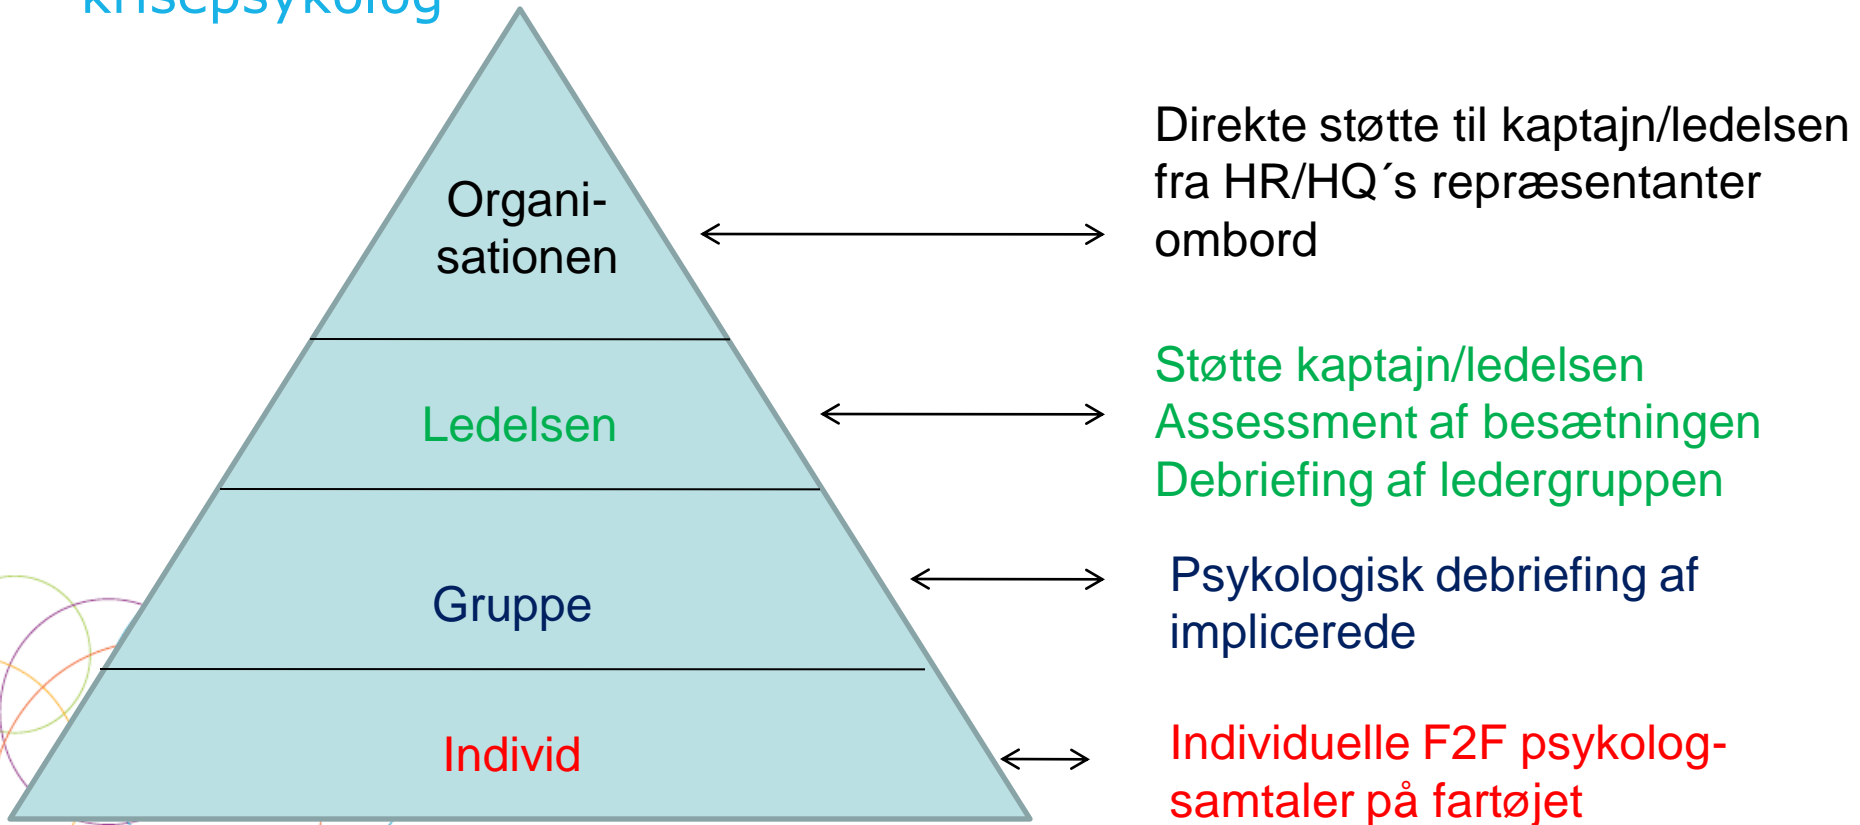 krisepsykolog
Organi-
sationen
Direkte støtte til kaptajn/ledelsen
fra HR/HQ´s repræsentanter
ombord
Ledelsen
Støtte kaptajn/ledelsen
Assessment af besætningen
Debriefing af ledergruppen
Gruppe
Psykologisk debriefing af
implicerede
Individ
Individuelle F2F psykolog-
samtaler på fartøjet